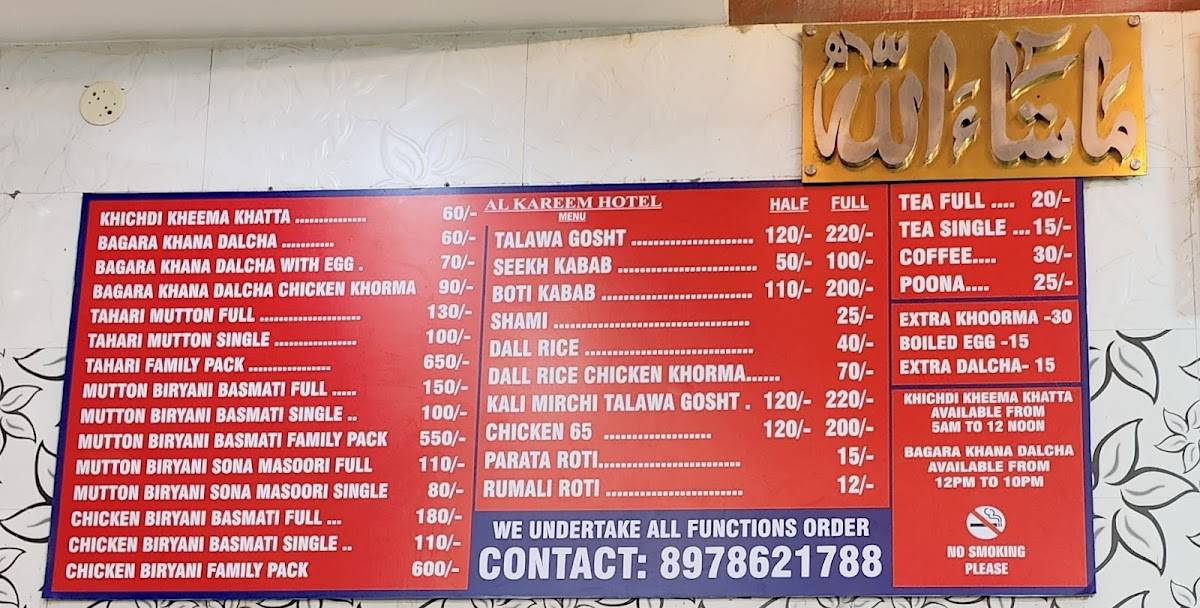 ما شاء الله
KHICHDI KHEEMA KHATTA ............... 60/-
BAGARA KHANA DALCHA ........... 60/-
BAGARA KHANA DALCHA WITH EGG . 70/-
BAGARA KHANA DALCHA CHICKEN KHORMA 90/-
TAHARI MUTTON FULL ..................... 130/-
TAHARI MUTTON SINGLE ................. 100/-
TAHARI FAMILY PACK ................. 650/-
MUTTON BIRYANI BASMATI FULL ..... 150/-
MUTTON BIRYANI BASMATI SINGLE .. 100/-
MUTTON BIRYANI BASMATI FAMILY PACK 550/-
MUTTON BIRYANI SONA MASOORI FULL 110/-
MUTTON BIRYANI SONA MASOORI SINGLE 80/-
CHICKEN BIRYANI BASMATI FULL ... 180/-
CHICKEN BIRYANI BASMATI SINGLE .. 110/-
CHICKEN BIRYANI FAMILY PACK 600/-
AL KAREEM HOTEL
MENU HALF FULL
TALAWA GOSHT ....................... 120/- 220/-
SEEKH KABAB .......................... 50/- 100/-
BOTI KABAB ............................ 110/- 200/-
SHAMI ..................................... 25/-
DALL RICE ................................ 40/-
DALL RICE CHICKEN KHORMA...... 70/-
KALI MIRCHI TALAWA GOSHT . 120/- 220/-
CHICKEN 65 .................... 120/- 200/-
PARATA ROTI........................... 15/-
RUMALI ROTI .......................... 12/-
WE UNDERTAKE ALL FUNCTIONS ORDER
CONTACT: 8978621788
TEA FULL .... 20/-
TEA SINGLE ... 15/-
COFFEE.... 30/-
POONA.... 25/-
EXTRA KHOORMA -30
BOILED EGG -15
EXTRA DALCHA- 15
KHICHDI KHEEMA KHATTA
AVAILABLE FROM
5AM TO 12 NOON
BAGARA KHANA DALCHA
AVAILABLE FROM
12PM TO 10PM
NO SMOKING
PLEASE